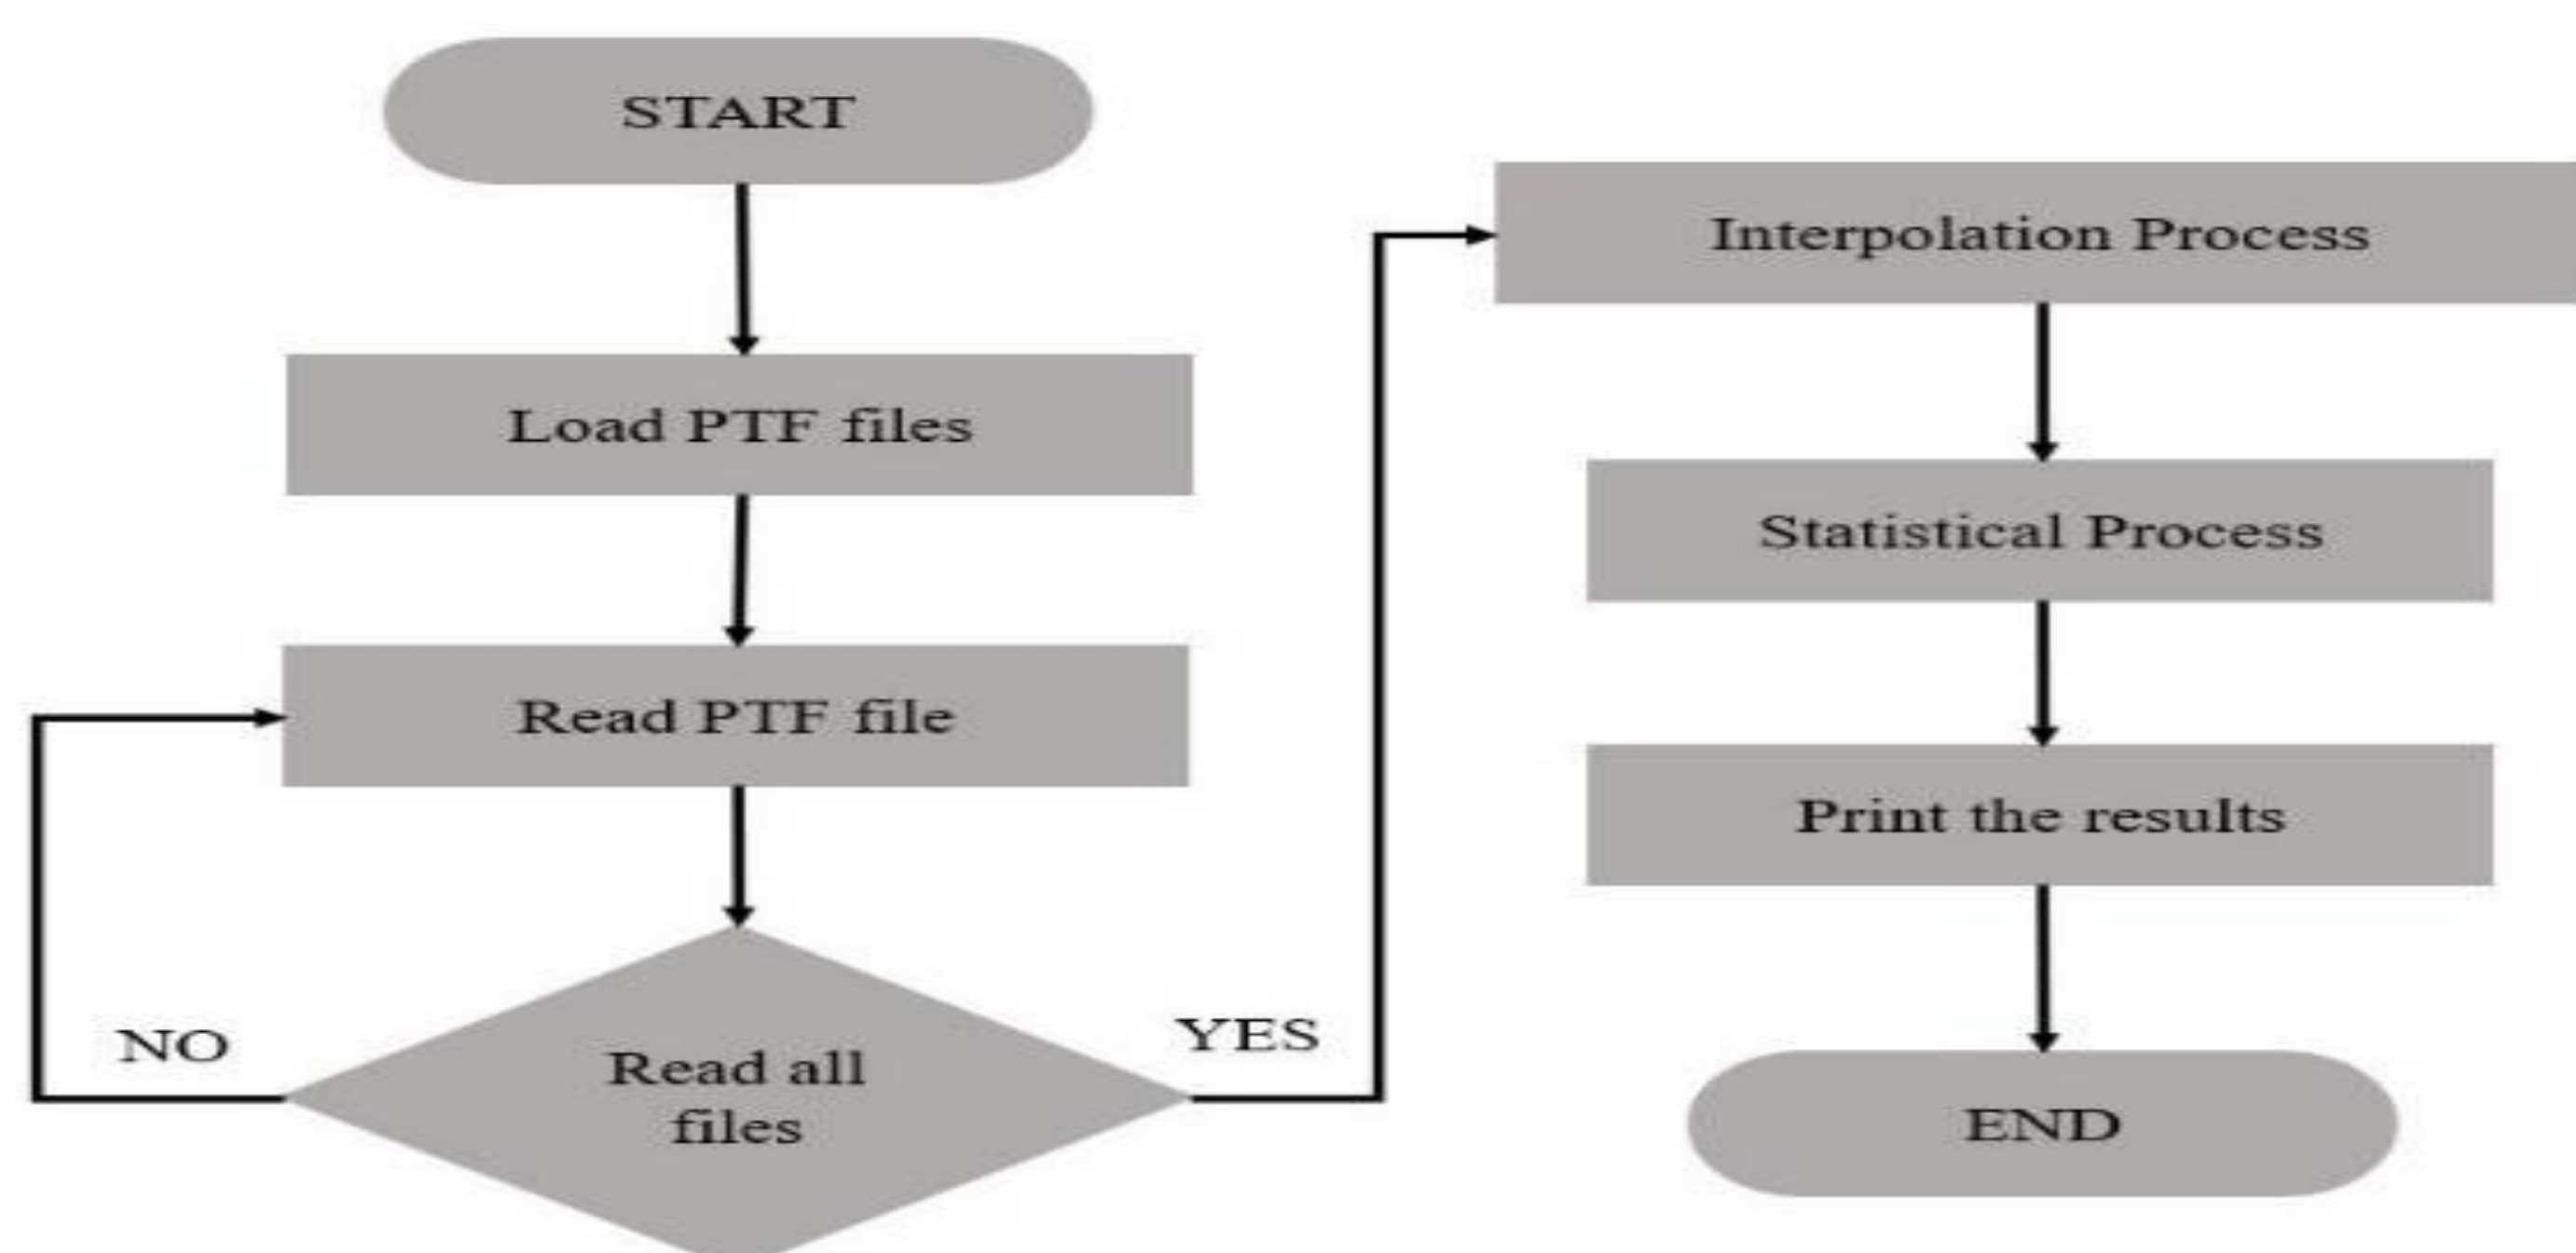 START
Load PTF files
Read PTF file
Read all
files
NO
YES
Interpolation Process
Statistical Process
Print the results
END